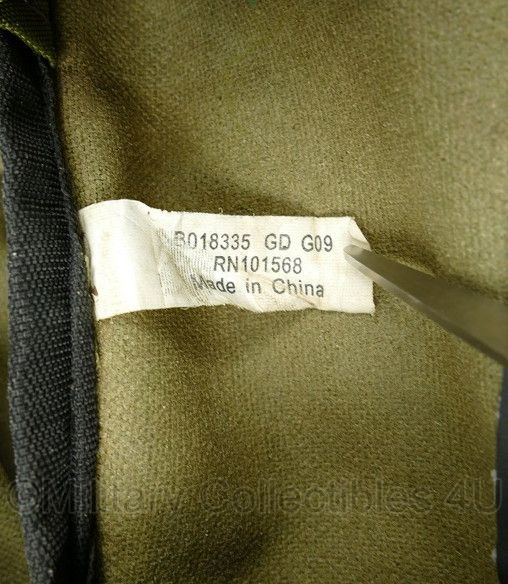 B018335 GD G09
RN101568
Made in China
©Military Collectibles 4U